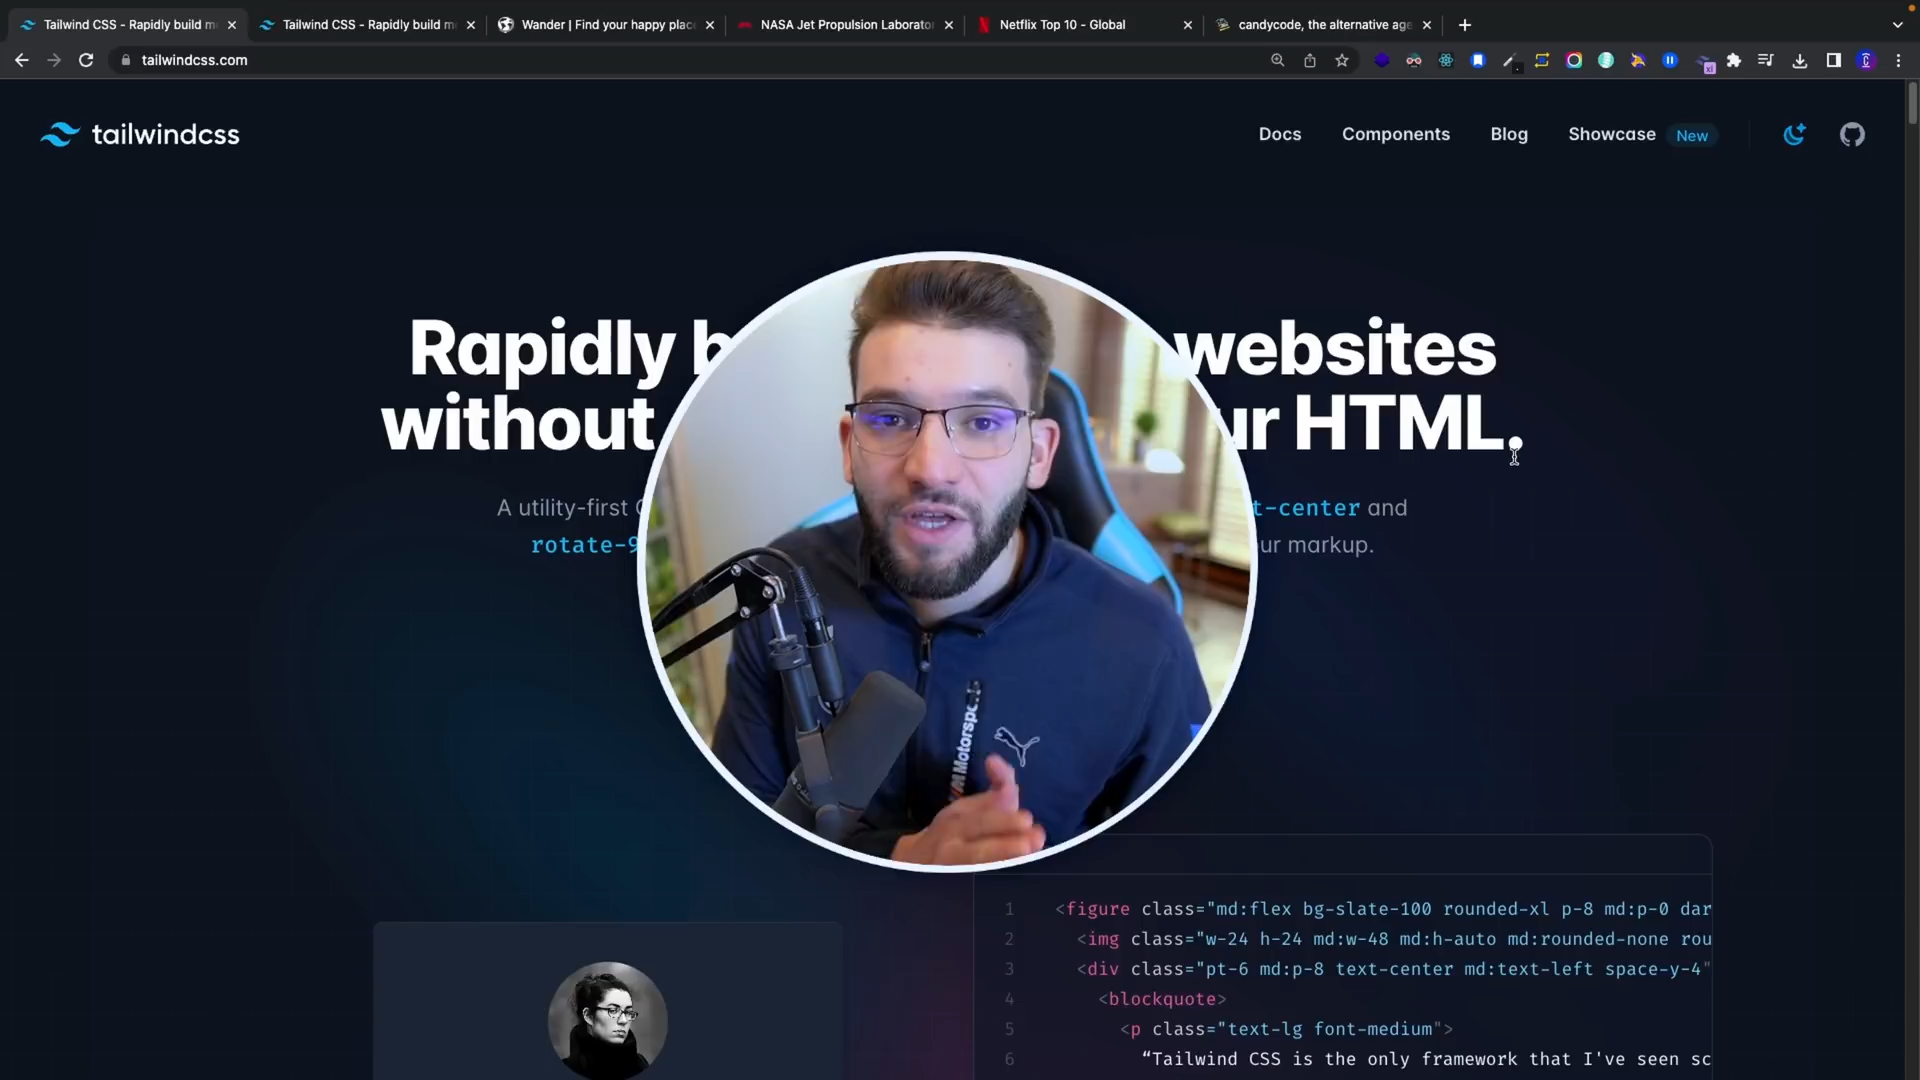 Tailwind CSS - Rapidly build m
Tailwind CSS - Rapidly build m
Wander | Find your happy plac
NASA Jet Propulsion Laborato
Netflix Top 10 - Global
candycode, the alternative age
tailwindcss.com
tailwindcss
Docs
Components
Blog
Showcase
New
Rapidly b websites
without ur HTML.
A utility-first t-center and
rotate-9 ur markup.
Motorspo
1 <figure class="md:flex bg-slate-100 rounded-xl p-8 md:p-0 dar
2 <img class="w-24 h-24 md:w-48 md:h-auto md:rounded-none rou
3 <div class="pt-6 md:p-8 text-center md:text-left space-y-4"
4 <blockquote>
5 <p class="text-lg font-medium">
6 “Tailwind CSS is the only framework that I've seen sc